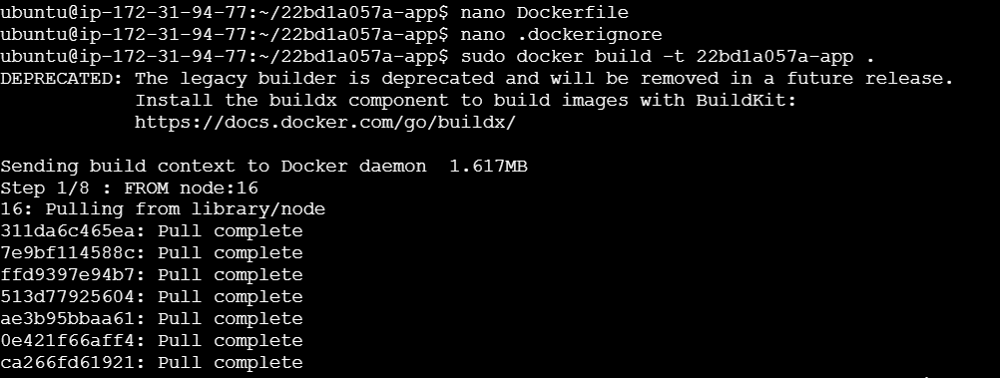 ubuntu@ip-172-31-94-77:~/22bd1a057a-app$ nano Dockerfile
ubuntu@ip-172-31-94-77:~/22bd1a057a-app$ nano .dockerignore
ubuntu@ip-172-31-94-77:~/22bd1a057a-app$ sudo docker build -t 22bd1a057a-app .
DEPRECATED: The legacy builder is deprecated and will be removed in a future release.
            Install the buildx component to build images with BuildKit:
            https://docs.docker.com/go/buildx/

Sending build context to Docker daemon  1.617MB
Step 1/8 : FROM node:16
16: Pulling from library/node
311da6c465ea: Pull complete
7e9bf114588c: Pull complete
ffd9397e94b7: Pull complete
513d77925604: Pull complete
ae3b95bbaa61: Pull complete
0e421f66aff4: Pull complete
ca266fd61921: Pull complete